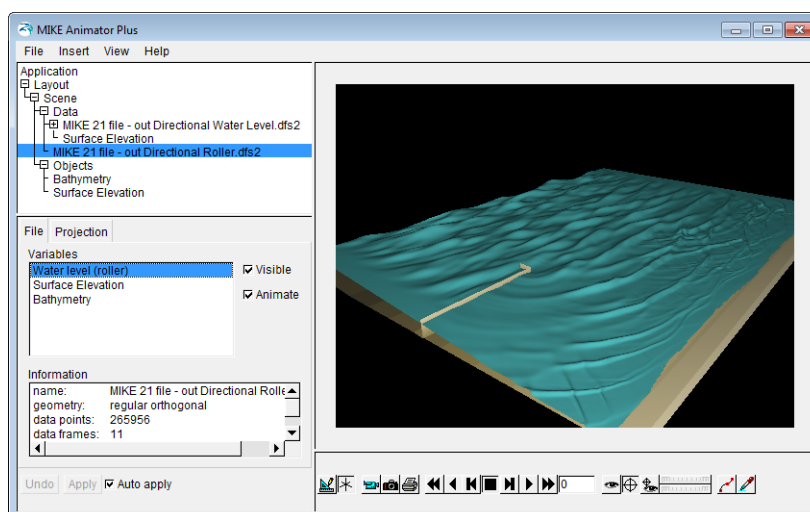 MIKE Animator Plus
File Insert View Help
Application
Layout
Scene
Data
MIKE 21 file - out Directional Water Level.dfs2
Surface Elevation
MIKE 21 file - out Directional Roller.dfs2
Objects
Bathymetry
Surface Elevation
File Projection
Variables
Water level (roller)
Surface Elevation
Bathymetry
Visible
Animate
Information
name: MIKE 21 file - out Directional Rolle
geometry: regular orthogonal
data points: 265956
data frames: 11
Undo Apply Auto apply
0